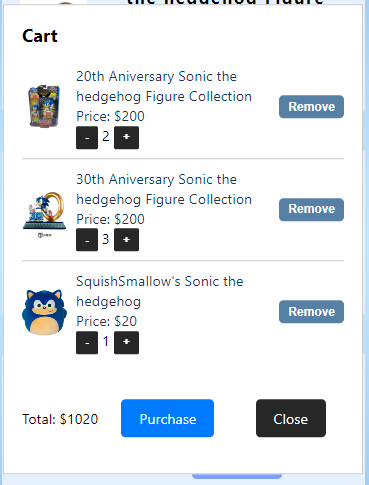 the hedgehog Figure
Cart
20th Aniversary Sonic the
hedgehog Figure Collection
Price: $200
- 2 +
Remove
30th Aniversary Sonic the
hedgehog Figure Collection
Price: $200
- 3 +
Remove
SquishSmallow's Sonic the
hedgehog
Price: $20
- 1 +
Remove
Total: $1020 Purchase Close